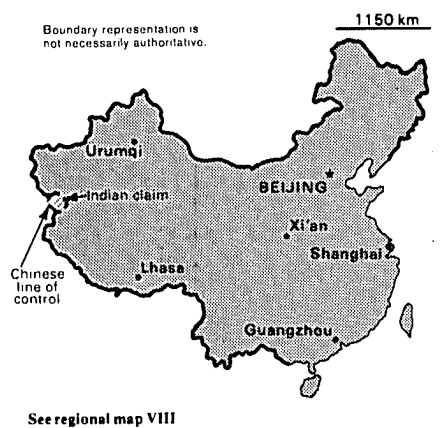 Boundary representation is
not necessarily authoritative.
1150 km
Urumqi
Indian claim
BEIJING
Xi'an
Shanghai
Chinese
line of
control
Lhasa
Guangzhou
See regional map VIII